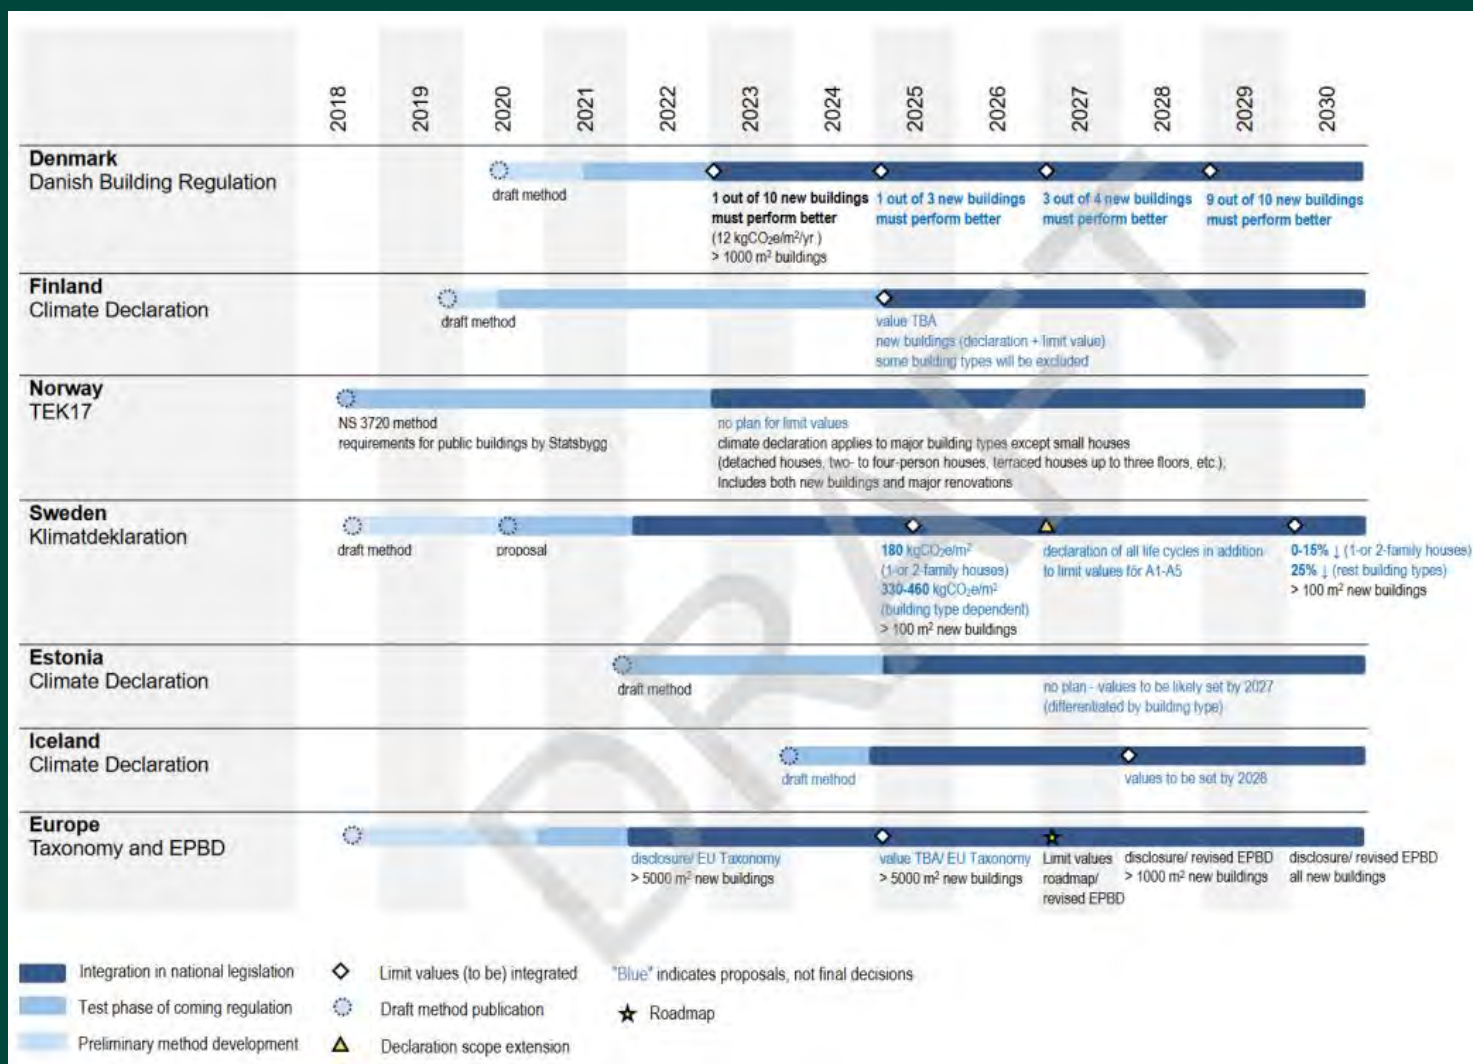 2018 2019 2020 2021 2022 2023 2024 2025 2026 2027 2028 2029 2030
Denmark
Danish Building Regulation
draft method
1 out of 10 new buildings
must perform better
(12 kgCO₂e/m²/yr.)
> 1000 m² buildings
1 out of 3 new buildings
must perform better
3 out of 4 new buildings
must perform better
9 out of 10 new buildings
must perform better
Finland
Climate Declaration
draft method
value TBA
new buildings (declaration + limit value)
some building types will be excluded
Norway
TEK17
NS 3720 method
requirements for public buildings by Statsbygg
no plan for limit values
climate declaration applies to major building types except small houses
(detached houses, two- to four-person houses, terraced houses up to three floors, etc.);
Includes both new buildings and major renovations
Sweden
Klimatdeklaration
draft method
proposal
180 kgCO₂e/m²
(1-or 2-family houses)
330-460 kgCO₂e/m²
(building type dependent)
> 100 m² new buildings
declaration of all life cycles in addition
to limit values for A1-A5
0-15% ↓ (1-or 2-family houses)
25% ↓ (rest building types)
> 100 m² new buildings
Estonia
Climate Declaration
draft method
no plan - values to be likely set by 2027
(differentiated by building type)
Iceland
Climate Declaration
draft method
values to be set by 2028
Europe
Taxonomy and EPBD
disclosure/ EU Taxonomy
> 5000 m² new buildings
value TBA/ EU Taxonomy
> 5000 m² new buildings
Limit values
roadmap/
revised EPBD
disclosure/ revised EPBD
> 1000 m² new buildings
disclosure/ revised EPBD
all new buildings
DRAFT
Integration in national legislation
Test phase of coming regulation
Preliminary method development
Limit values (to be) integrated
Draft method publication
Declaration scope extension
"Blue" indicates proposals, not final decisions
Roadmap